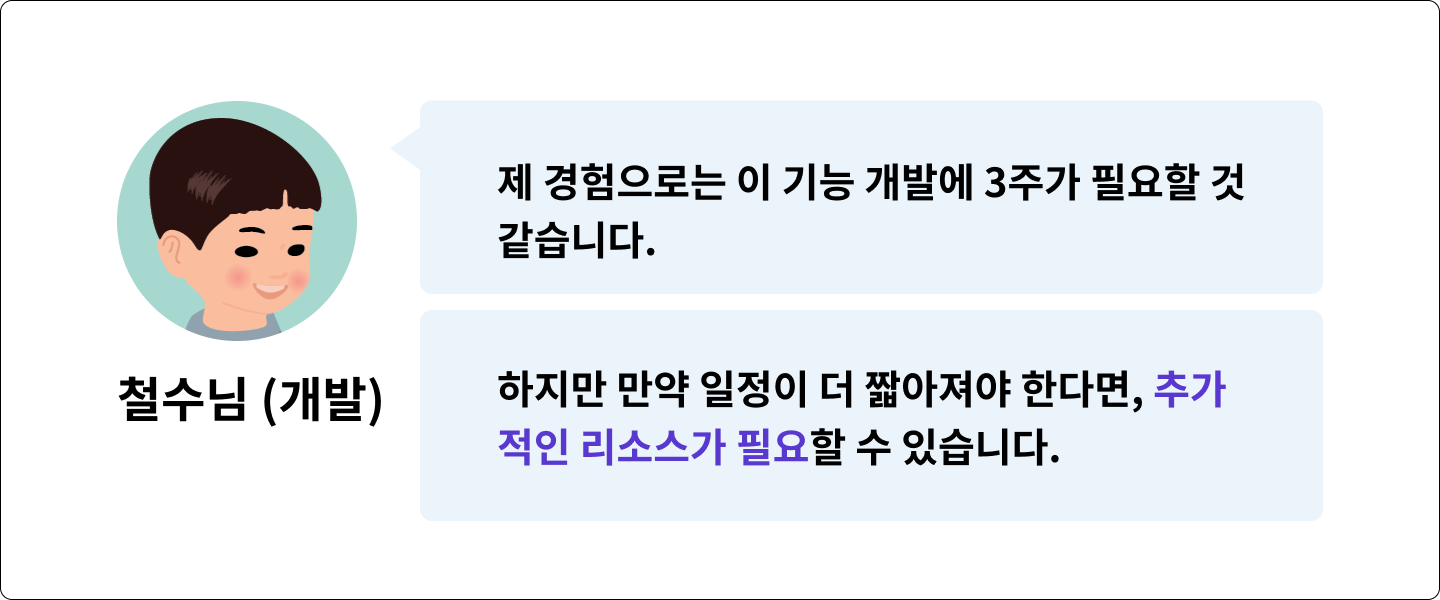 제 경험으로는 이 기능 개발에 3주가 필요할 것
같습니다.
하지만 만약 일정이 더 짧아져야 한다면, 추가
적인 리소스가 필요할 수 있습니다.
철수님 (개발)